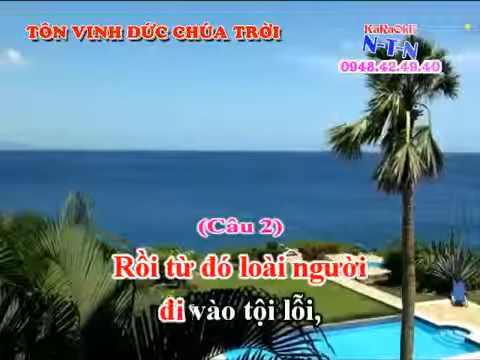 TÔN VINH ĐỨC CHÚA TRỜI
KaRaOkE
N-T-N
0948.42.49.40
(Câu 2)
Rồi từ đó loài người
đi vào tội lỗi,